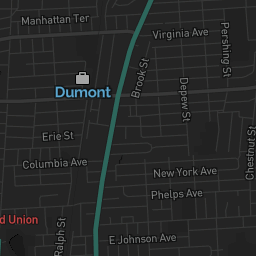 Manhattan Ter
Virginia Ave
Pershing St
Brook St
Depew St
Dumont
Erie St
Chestnut St
Columbia Ave
New York Ave
Phelps Ave
d Union
Ralph St
E Johnson Ave